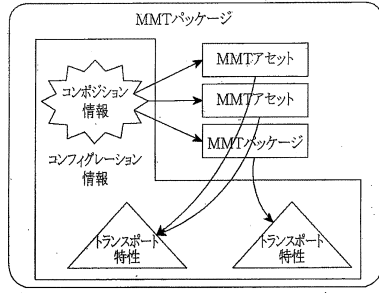 MMTパッケージ
MMTアセット
コンポジション
情報
MMTアセット
MMTパッケージ
コンフィグレーション
情報
トランスポート
特性
トランスポート
特性